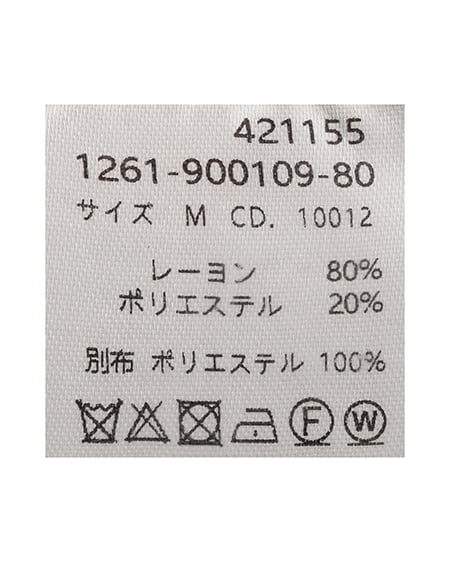 421155
1261-900109-80
サイズ M CD. 10012
レーヨン 80%
ポリエステル 20%
別布 ポリエステル 100%
F W